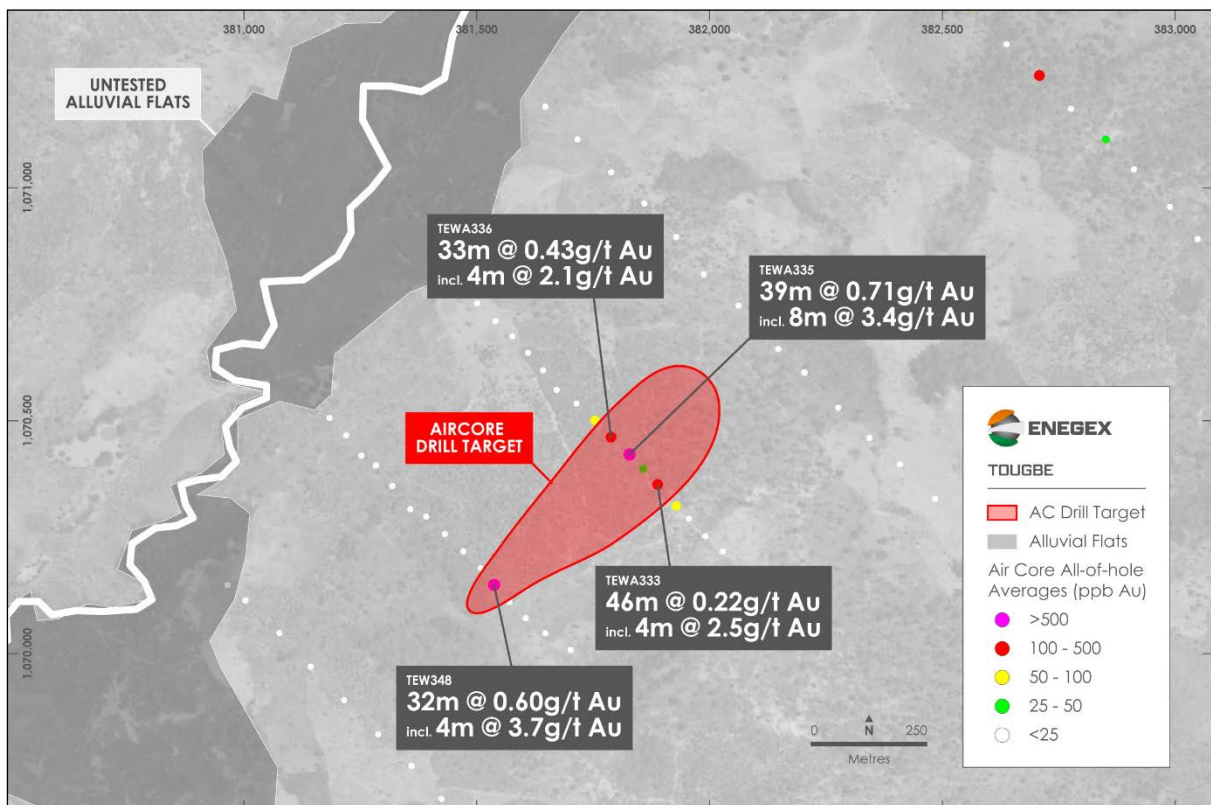 381,000
381,500
382,000
382,500
383,000
1,071,000
1,070,500
1,070,000
UNTESTED
ALLUVIAL FLATS
TEWA336
33m @ 0.43g/t Au
incl. 4m @ 2.1g/t Au
TEWA335
39m @ 0.71g/t Au
incl. 8m @ 3.4g/t Au
AIRCORE
DRILL TARGET
TEWA333
46m @ 0.22g/t Au
incl. 4m @ 2.5g/t Au
TEW348
32m @ 0.60g/t Au
incl. 4m @ 3.7g/t Au
0
N
250
Metres
ENEGEX
TOUGBE
AC Drill Target
Alluvial Flats
Air Core All-of-hole
Averages (ppb Au)
>500
100 - 500
50 - 100
25 - 50
<25